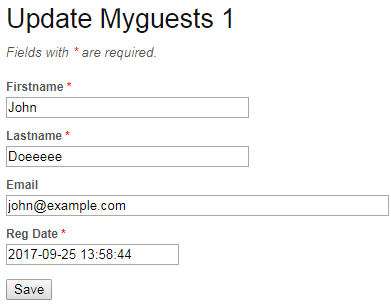 Update Myguests 1
Fields with * are required.
Firstname *
John
Lastname *
Doeeeee
Email
john@example.com
Reg Date *
2017-09-25 13:58:44
Save